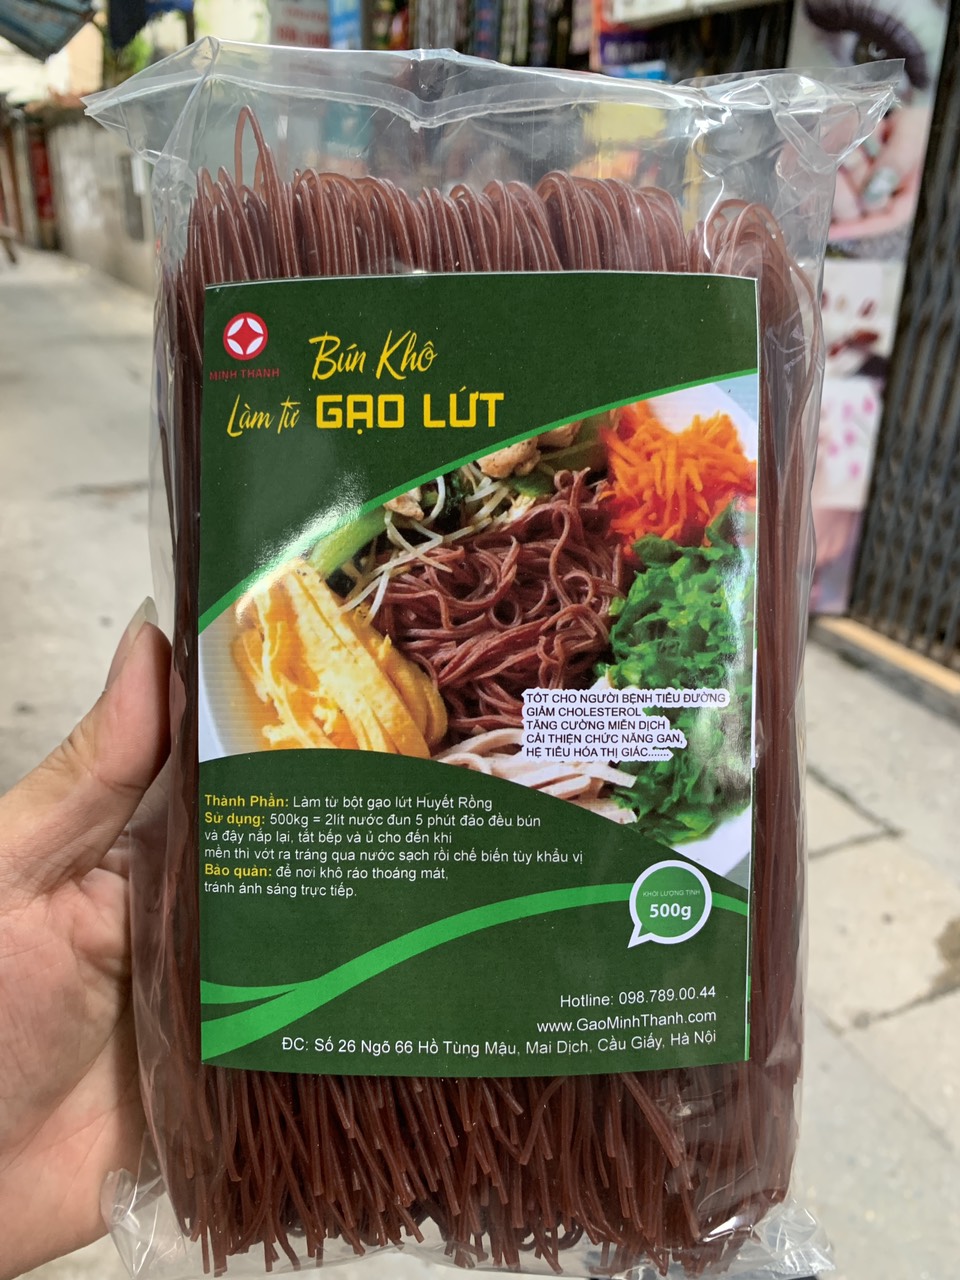 MINH THANH
Bún Khô
Làm từ GẠO LỨT
TỐT CHO NGƯỜI BỆNH TIÊU ĐƯỜNG
GIẢM CHOLESTEROL
TĂNG CƯỜNG MIỄN DỊCH
CẢI THIỆN CHỨC NĂNG GAN,
HỆ TIÊU HÓA THỊ GIÁC.......
Thành Phần: Làm từ bột gạo lứt Huyết Rồng
Sử dụng: 500kg = 2lít nước đun 5 phút đảo đều bún
và đậy nắp lại, tắt bếp và ủ cho đến khi
mền thì vớt ra tráng qua nước sạch rồi chế biến tùy khẩu vị
Bảo quản: để nơi khô ráo thoáng mát,
tránh ánh sáng trực tiếp.
KHỐI LƯỢNG TỊNH
500g
Hotline: 098.789.00.44
www.GaoMinhThanh.com
ĐC: Số 26 Ngõ 66 Hồ Tùng Mậu, Mai Dịch, Cầu Giấy, Hà Nội